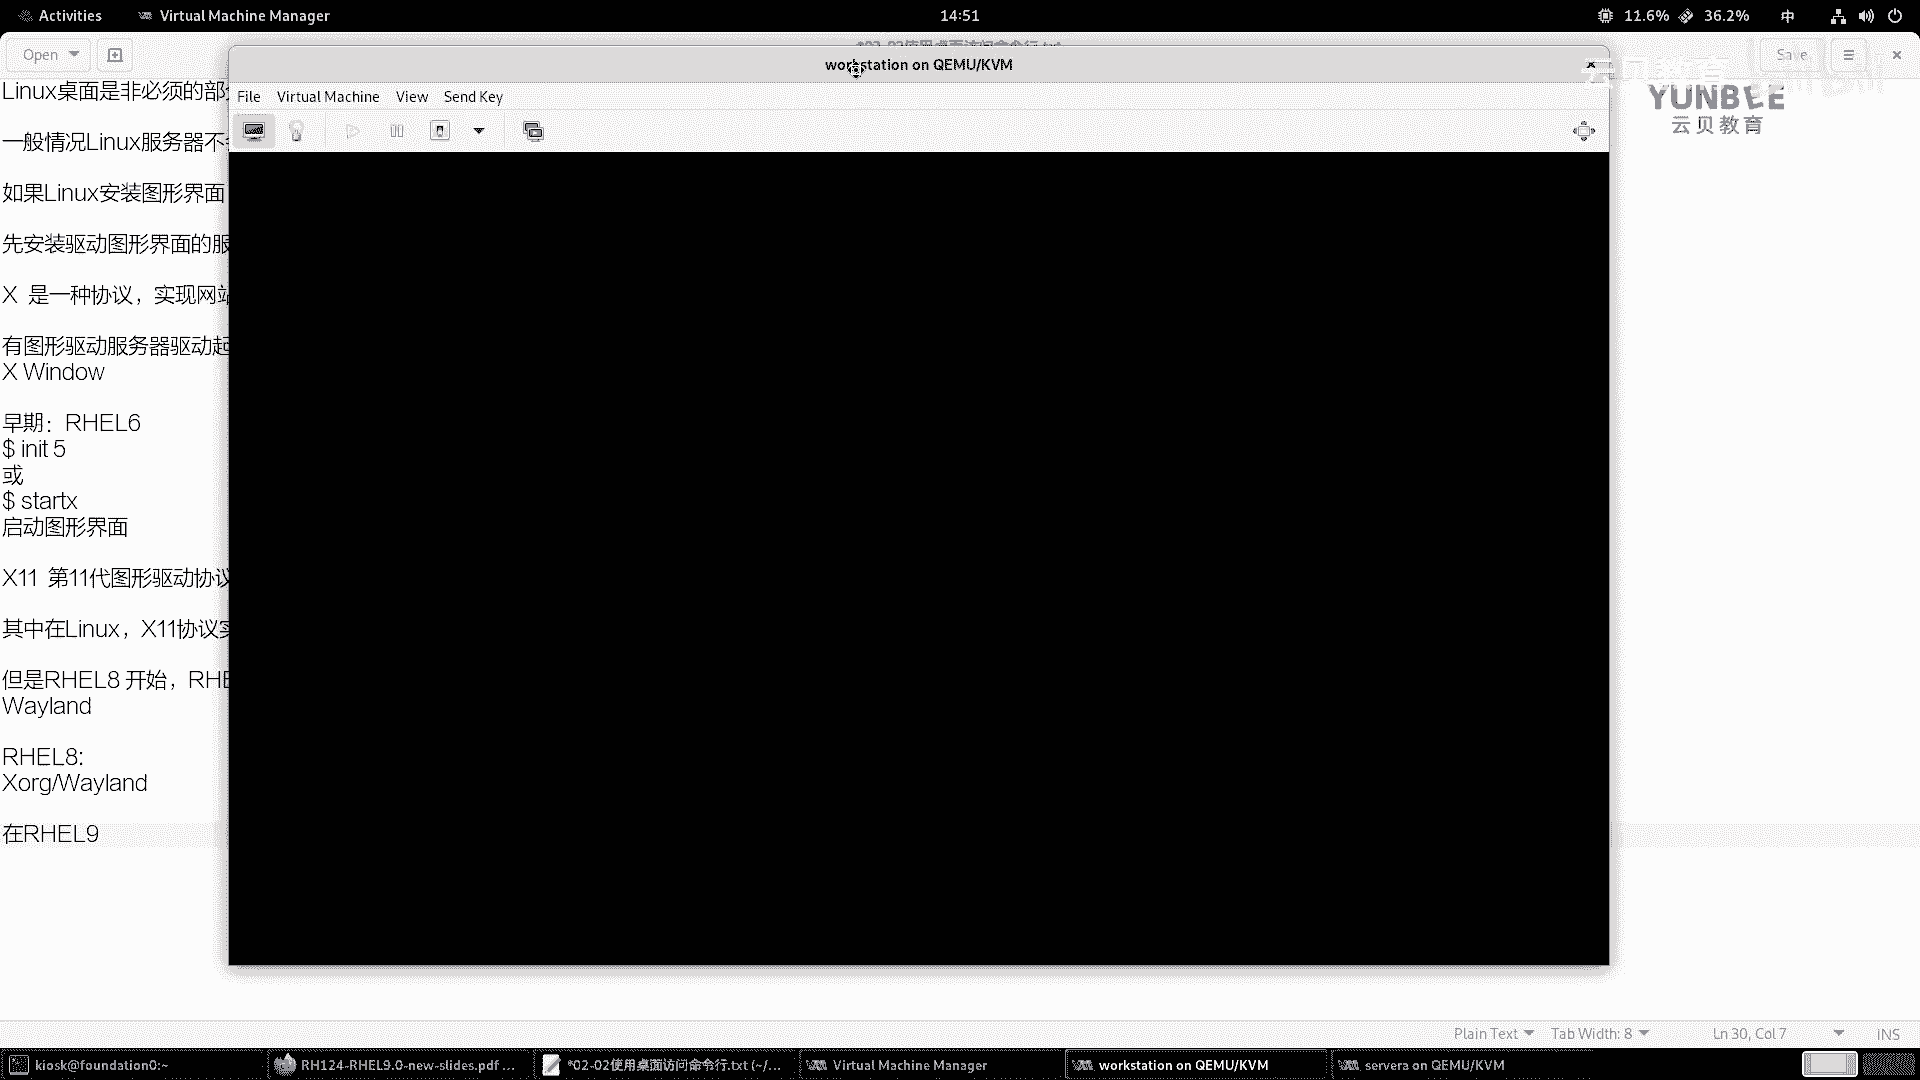 Activities
Virtual Machine Manager
14:51
11.6%
36.2%
中
Open
Save
workstation on QEMU/KVM
File
Virtual Machine
View
Send Key
YUNBEE
云贝教育
Linux桌面是非必须的部
一般情况Linux服务器不
如果Linux安装图形界面
先安装驱动图形界面的服
X 是一种协议，实现网
有图形驱动服务器驱动起
X Window
早期：RHEL6
$ init 5
或
$ startx
启动图形界面
X11 第11代图形驱动协议
其中在Linux，X11协议实
但是RHEL8 开始，RHE
Wayland
RHEL8:
Xorg/Wayland
在RHEL9
Plain Text
Tab Width: 8
Ln 30, Col 7
INS
kiosk@foundation0:~
RH124-RHEL9.0-new-slides.pdf ...
*02-02使用桌面访问命令行.txt (~/...
Virtual Machine Manager
workstation on QEMU/KVM
servera on QEMU/KVM